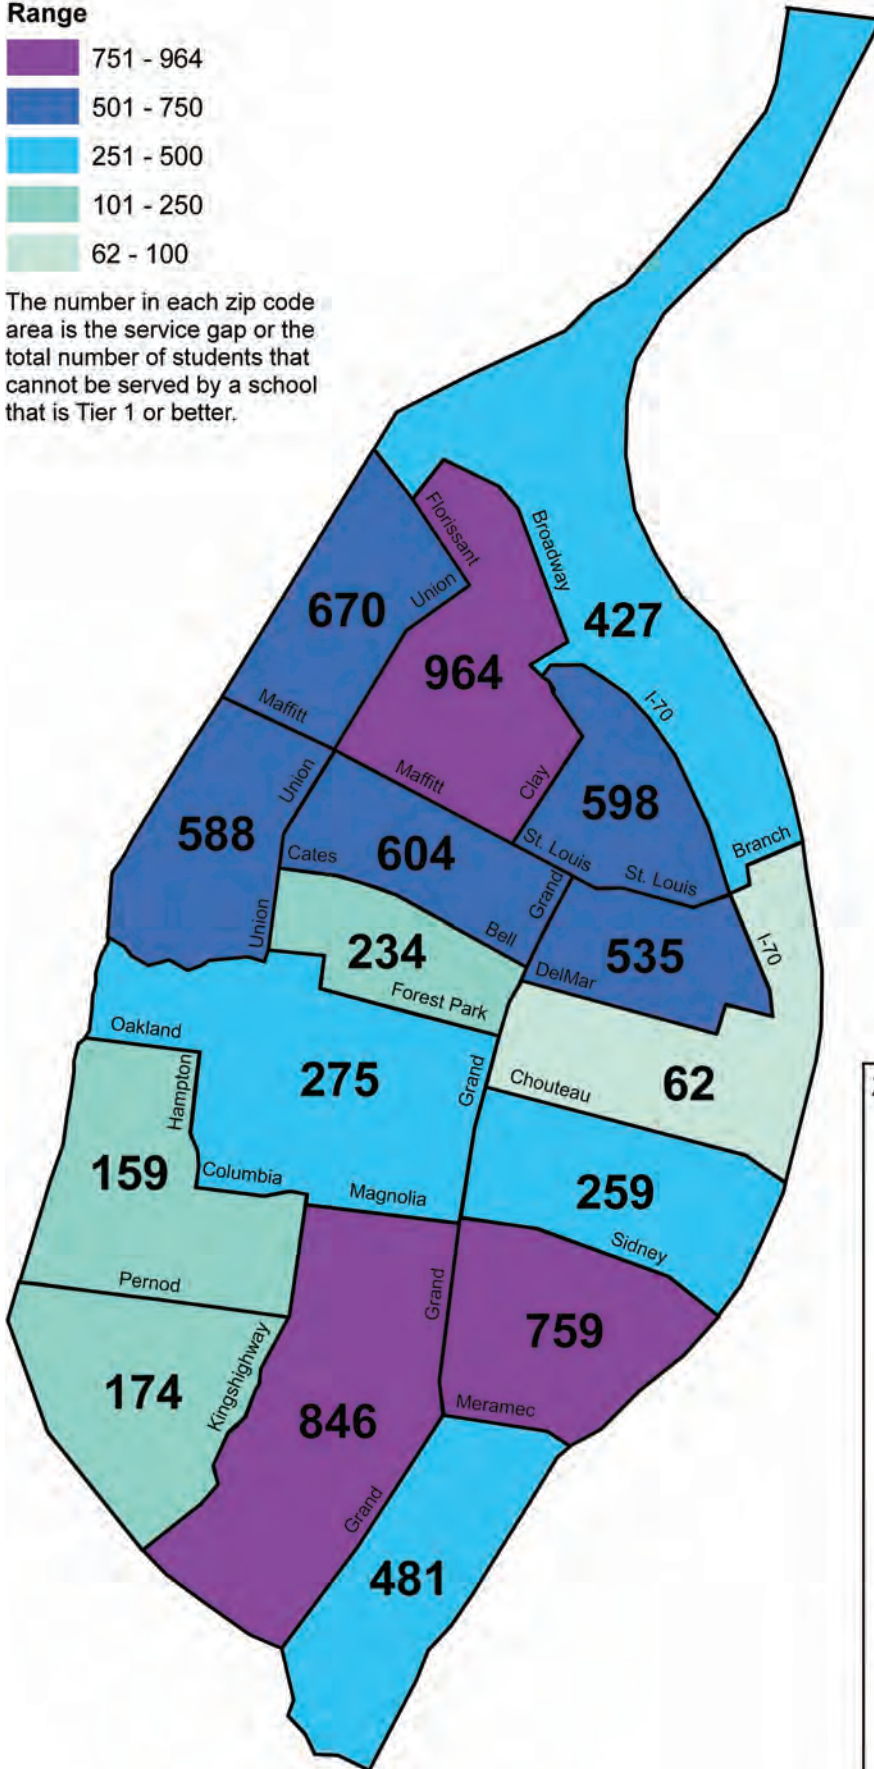 Range
751 - 964
501 - 750
251 - 500
101 - 250
62 - 100
The number in each zip code
area is the service gap or the
total number of students that
cannot be served by a school
that is Tier 1 or better.
Florissant
Broadway
Union
670
427
964
Maffitt
I-70
Union
Maffitt
Clay
598
588
604
Cates
St. Louis
St. Louis
Branch
Grand
Union
Bell
234
DelMar
535
I-70
Forest Park
Oakland
Hampton
275
Grand
Chouteau
62
159
Columbia
Magnolia
259
Sidney
Pernod
Grand
759
174
Kingshighway
846
Meramec
Grand
481